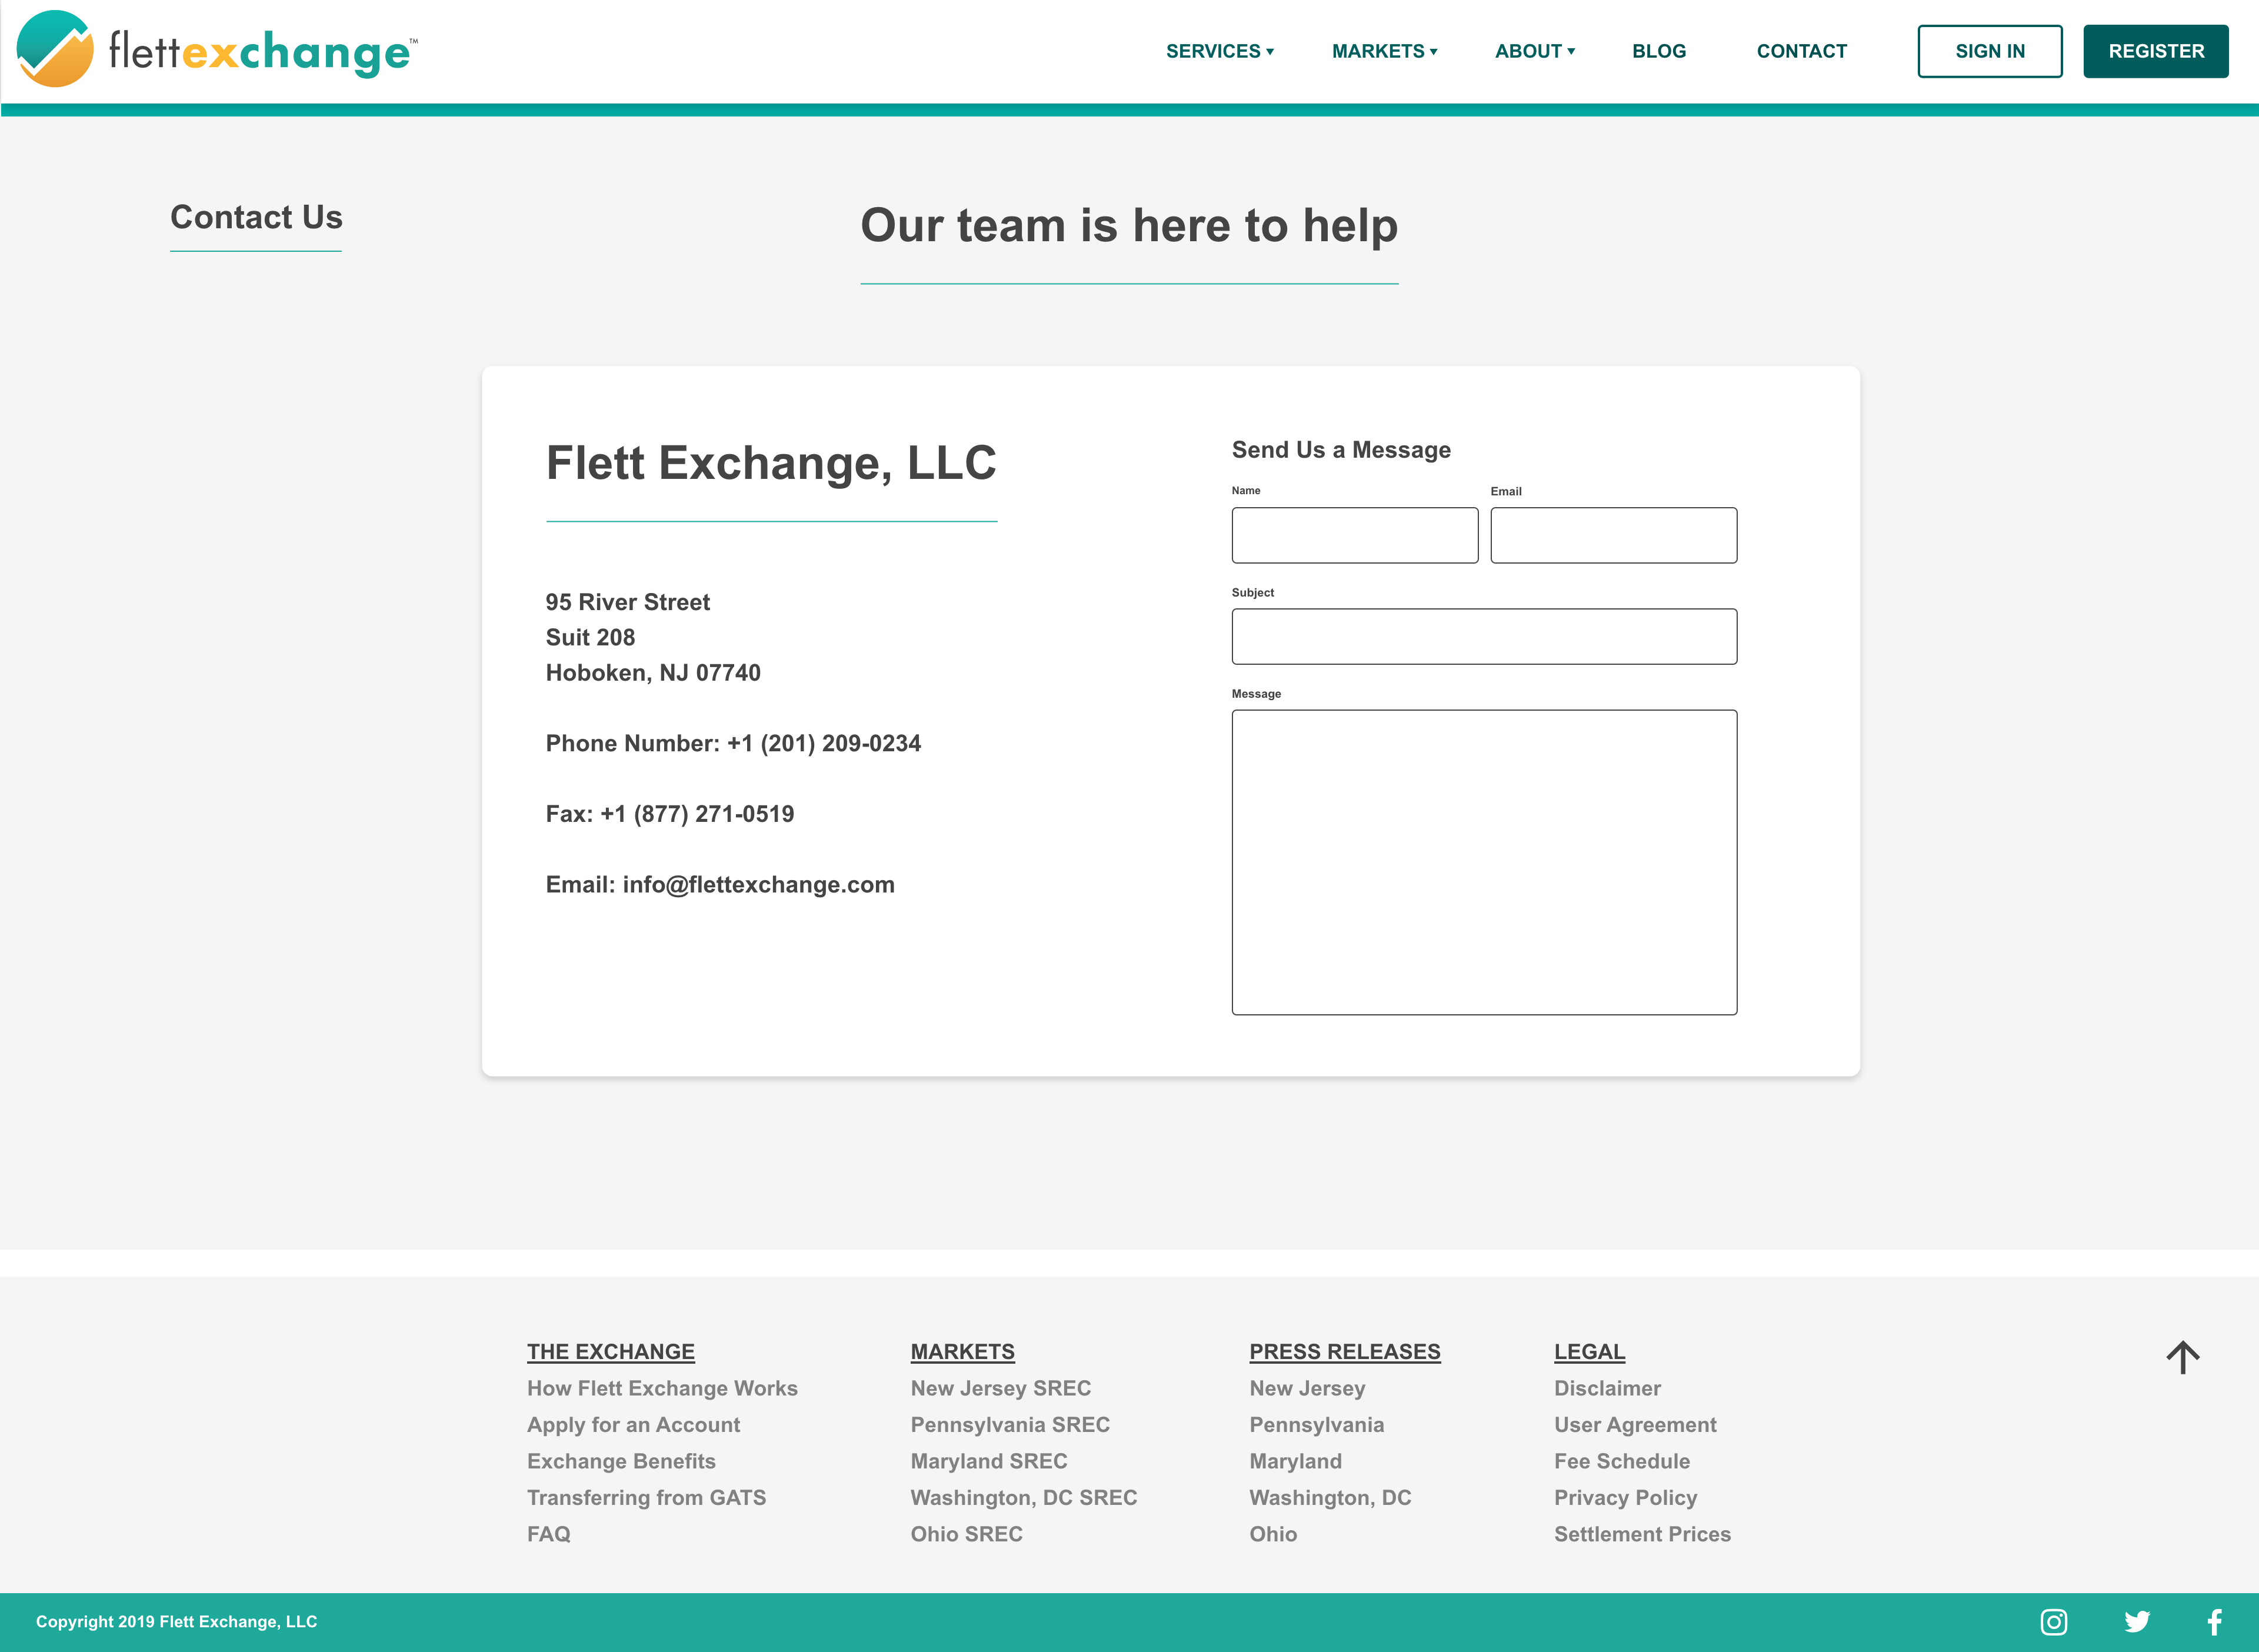 flettexchange™
SERVICES ▾ MARKETS ▾ ABOUT ▾ BLOG CONTACT SIGN IN REGISTER
Contact Us
Our team is here to help
Flett Exchange, LLC
95 River Street
Suit 208
Hoboken, NJ 07740
Phone Number: +1 (201) 209-0234
Fax: +1 (877) 271-0519
Email: info@flettexchange.com
Send Us a Message
Name Email
Subject
Message
THE EXCHANGE
How Flett Exchange Works
Apply for an Account
Exchange Benefits
Transferring from GATS
FAQ
MARKETS
New Jersey SREC
Pennsylvania SREC
Maryland SREC
Washington, DC SREC
Ohio SREC
PRESS RELEASES
New Jersey
Pennsylvania
Maryland
Washington, DC
Ohio
LEGAL
Disclaimer
User Agreement
Fee Schedule
Privacy Policy
Settlement Prices
Copyright 2019 Flett Exchange, LLC